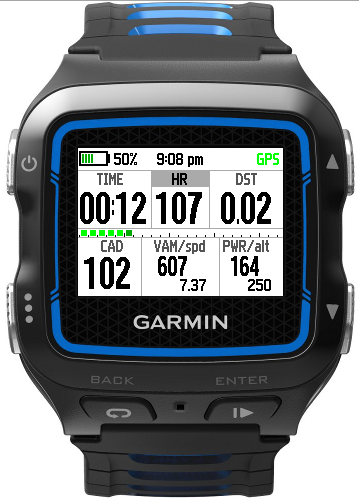 50% 9:08 pm GPS
TIME HR DST
00:12 107 0.02
CAD VAM/spd PWR/alt
102 607 164
7.37 250
GARMIN
BACK ENTER